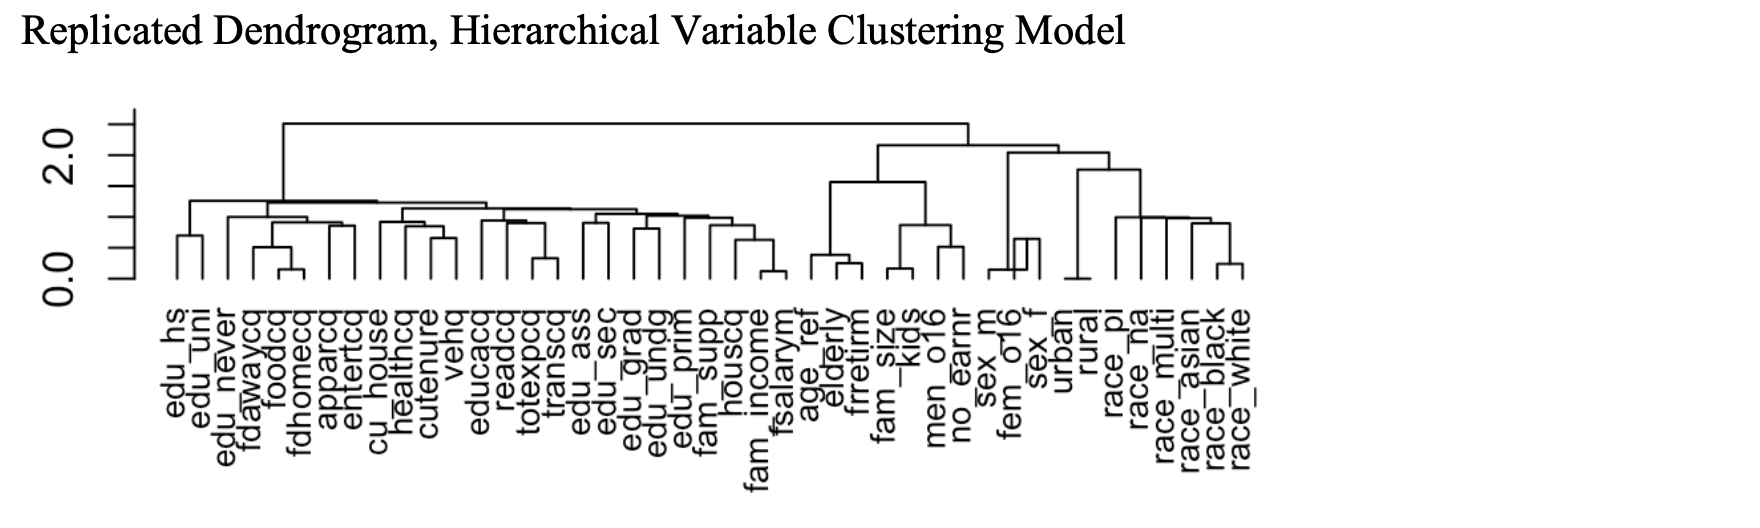 Replicated Dendrogram, Hierarchical Variable Clustering Model
2.0
0.0
edu_hs
edu_uni
edu_never
fdawaycq
foodcq
fdhomecq
apparcq
entertcq
cu_house
healthcq
cutenure
vehq
educacq
readcq
totexpcq
transcq
edu_ass
edu_sec
edu_grad
edu_undg
edu_prim
fam_supp
houscq
fam_income
fsalarym
age_ref
elderly
frretirm
fam_size
kids
men_o16
no_earnr
sex_m
fem_o16
sex_f
urban
rural
race_pi
race_na
race_multi
race_asian
race_black
race_white